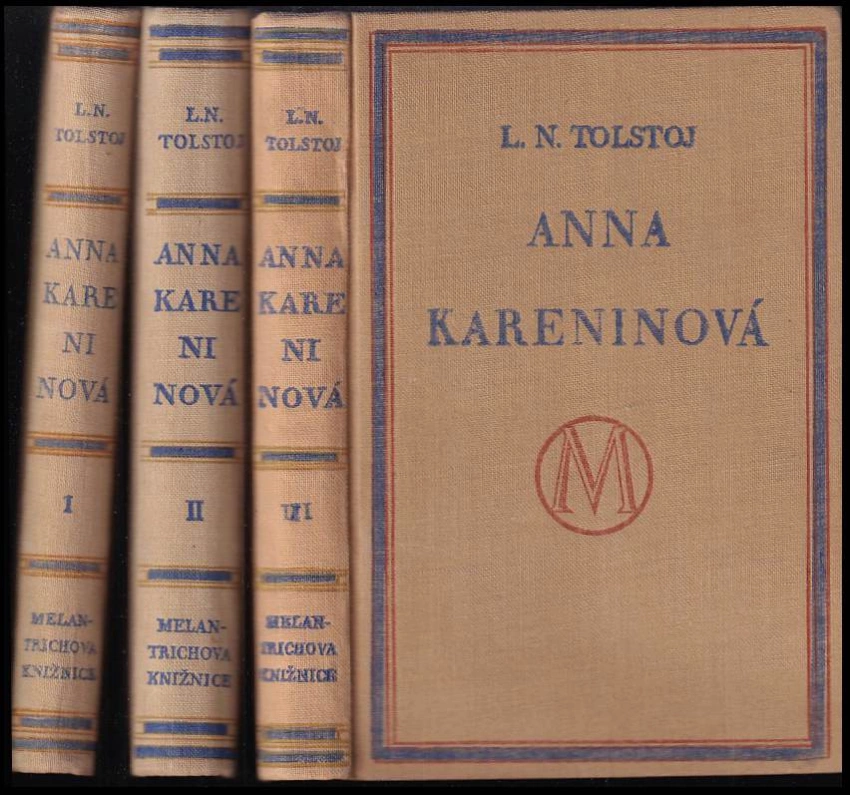 L.N.
TOLSTOJ
ANNA
KARE
NI
NOVÁ
I
MELAN-
TRICHOVA
KNIŽNICE
L.N.
TOLSTOJ
ANNA
KARE
NI
NOVÁ
II
MELAN-
TRICHOVA
KNIŽNICE
L.N.
TOLSTOJ
ANNA
KARE
NI
NOVÁ
III
MELAN-
TRICHOVA
KNIŽNICE
L. N. TOLSTOJ
ANNA
KARENINOVÁ
M